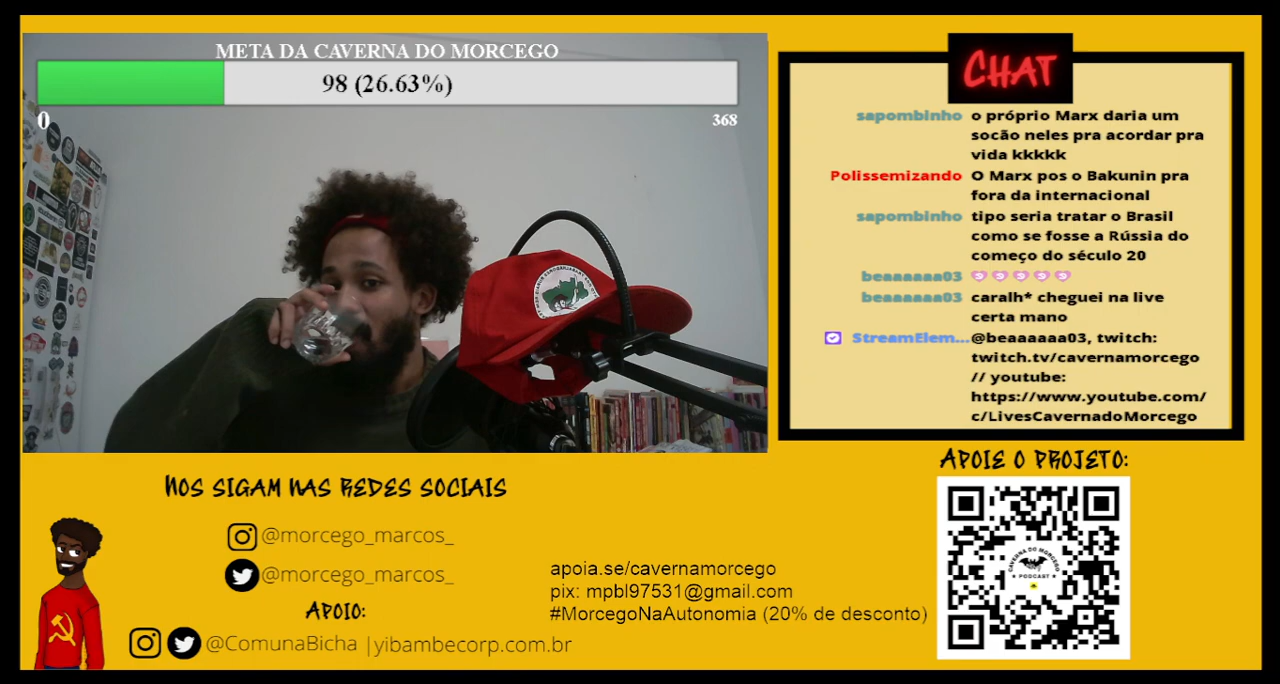 META DA CAVERNA DO MORCEGO
98 (26.63%)
0
368
CHAT
sapombinho o próprio Marx daria um
socão neles pra acordar pra
vida kkkkk
Polissemizando O Marx pos o Bakunin pra
fora da internacional
sapombinho tipo seria tratar o Brasil
como se fosse a Rússia do
começo do século 20
beaaaaaa03
beaaaaaa03 caralh* cheguei na live
certa mano
StreamElem... @beaaaaaa03, twitch:
twitch.tv/cavernamorcego
// youtube:
https://www.youtube.com/
c/LivesCavernadoMorcego
NOS SIGAM NAS REDES SOCIAIS
@morcego_marcos_
@morcego_marcos_
APOIO:
@ComunaBicha |yibambecorp.com.br
apoia.se/cavernamorcego
pix: mpbl97531@gmail.com
#MorcegoNaAutonomia (20% de desconto)
APOIE O PROJETO:
CAVERNA DO MORCEGO
PODCAST